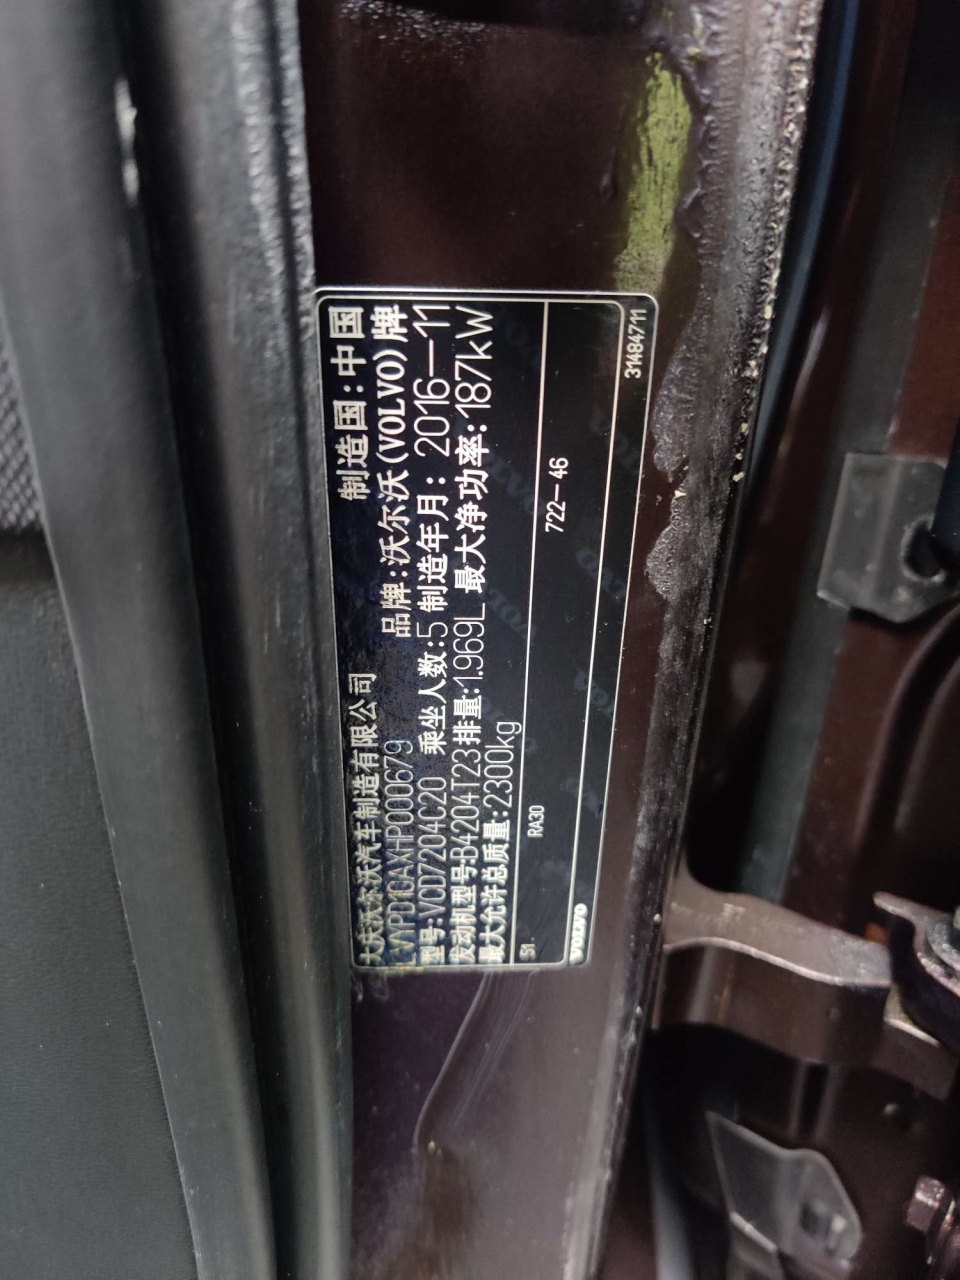 大庆沃尔沃汽车制造有限公司 制造国:中国
LVYPD10AXHP000679 品牌:沃尔沃(VOLVO)牌
型号:VCD7204C20 乘坐人数:5 制造年月:2016-11
发动机型号:B4204T23 排量:1.969L 最大净功率:187kW
最大允许总质量:2300kg
S1. RA30 722-46
VOLVO 31484711